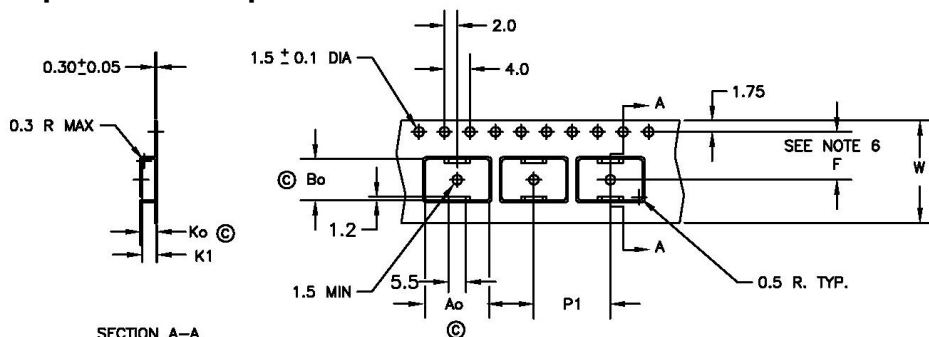 2.0
1.5 ± 0.1 DIA
4.0
0.30±0.05
A
1.75
0.3 R MAX
SEE NOTE 6
F
W
Ⓒ Bo
1.2
Ko Ⓒ
K1
A
5.5
1.5 MIN
Ao
P1
0.5 R. TYP.
Ⓒ
SECTION A-A